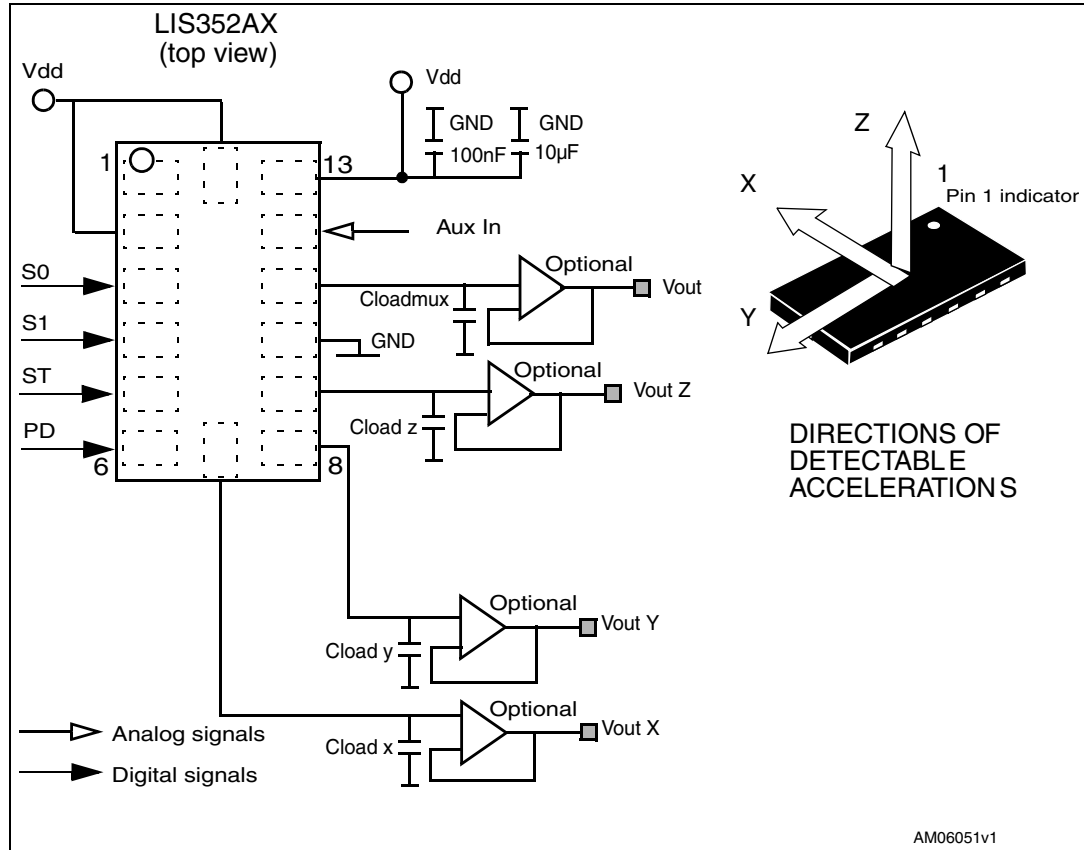 LIS352AX
(top view)
Vdd
Vdd
GND
GND
100nF
10µF
1
13
Aux In
S0
S1
ST
PD
6
8
Optional
Cloadmux
Vout
GND
Optional
Cload z
Vout Z
Optional
Cload y
Vout Y
Optional
Cload x
Vout X
Analog signals
Digital signals
Z
X
Y
1
Pin 1 indicator
DIRECTIONS OF
DETECTABLE
ACCELERATIONS
AM06051v1